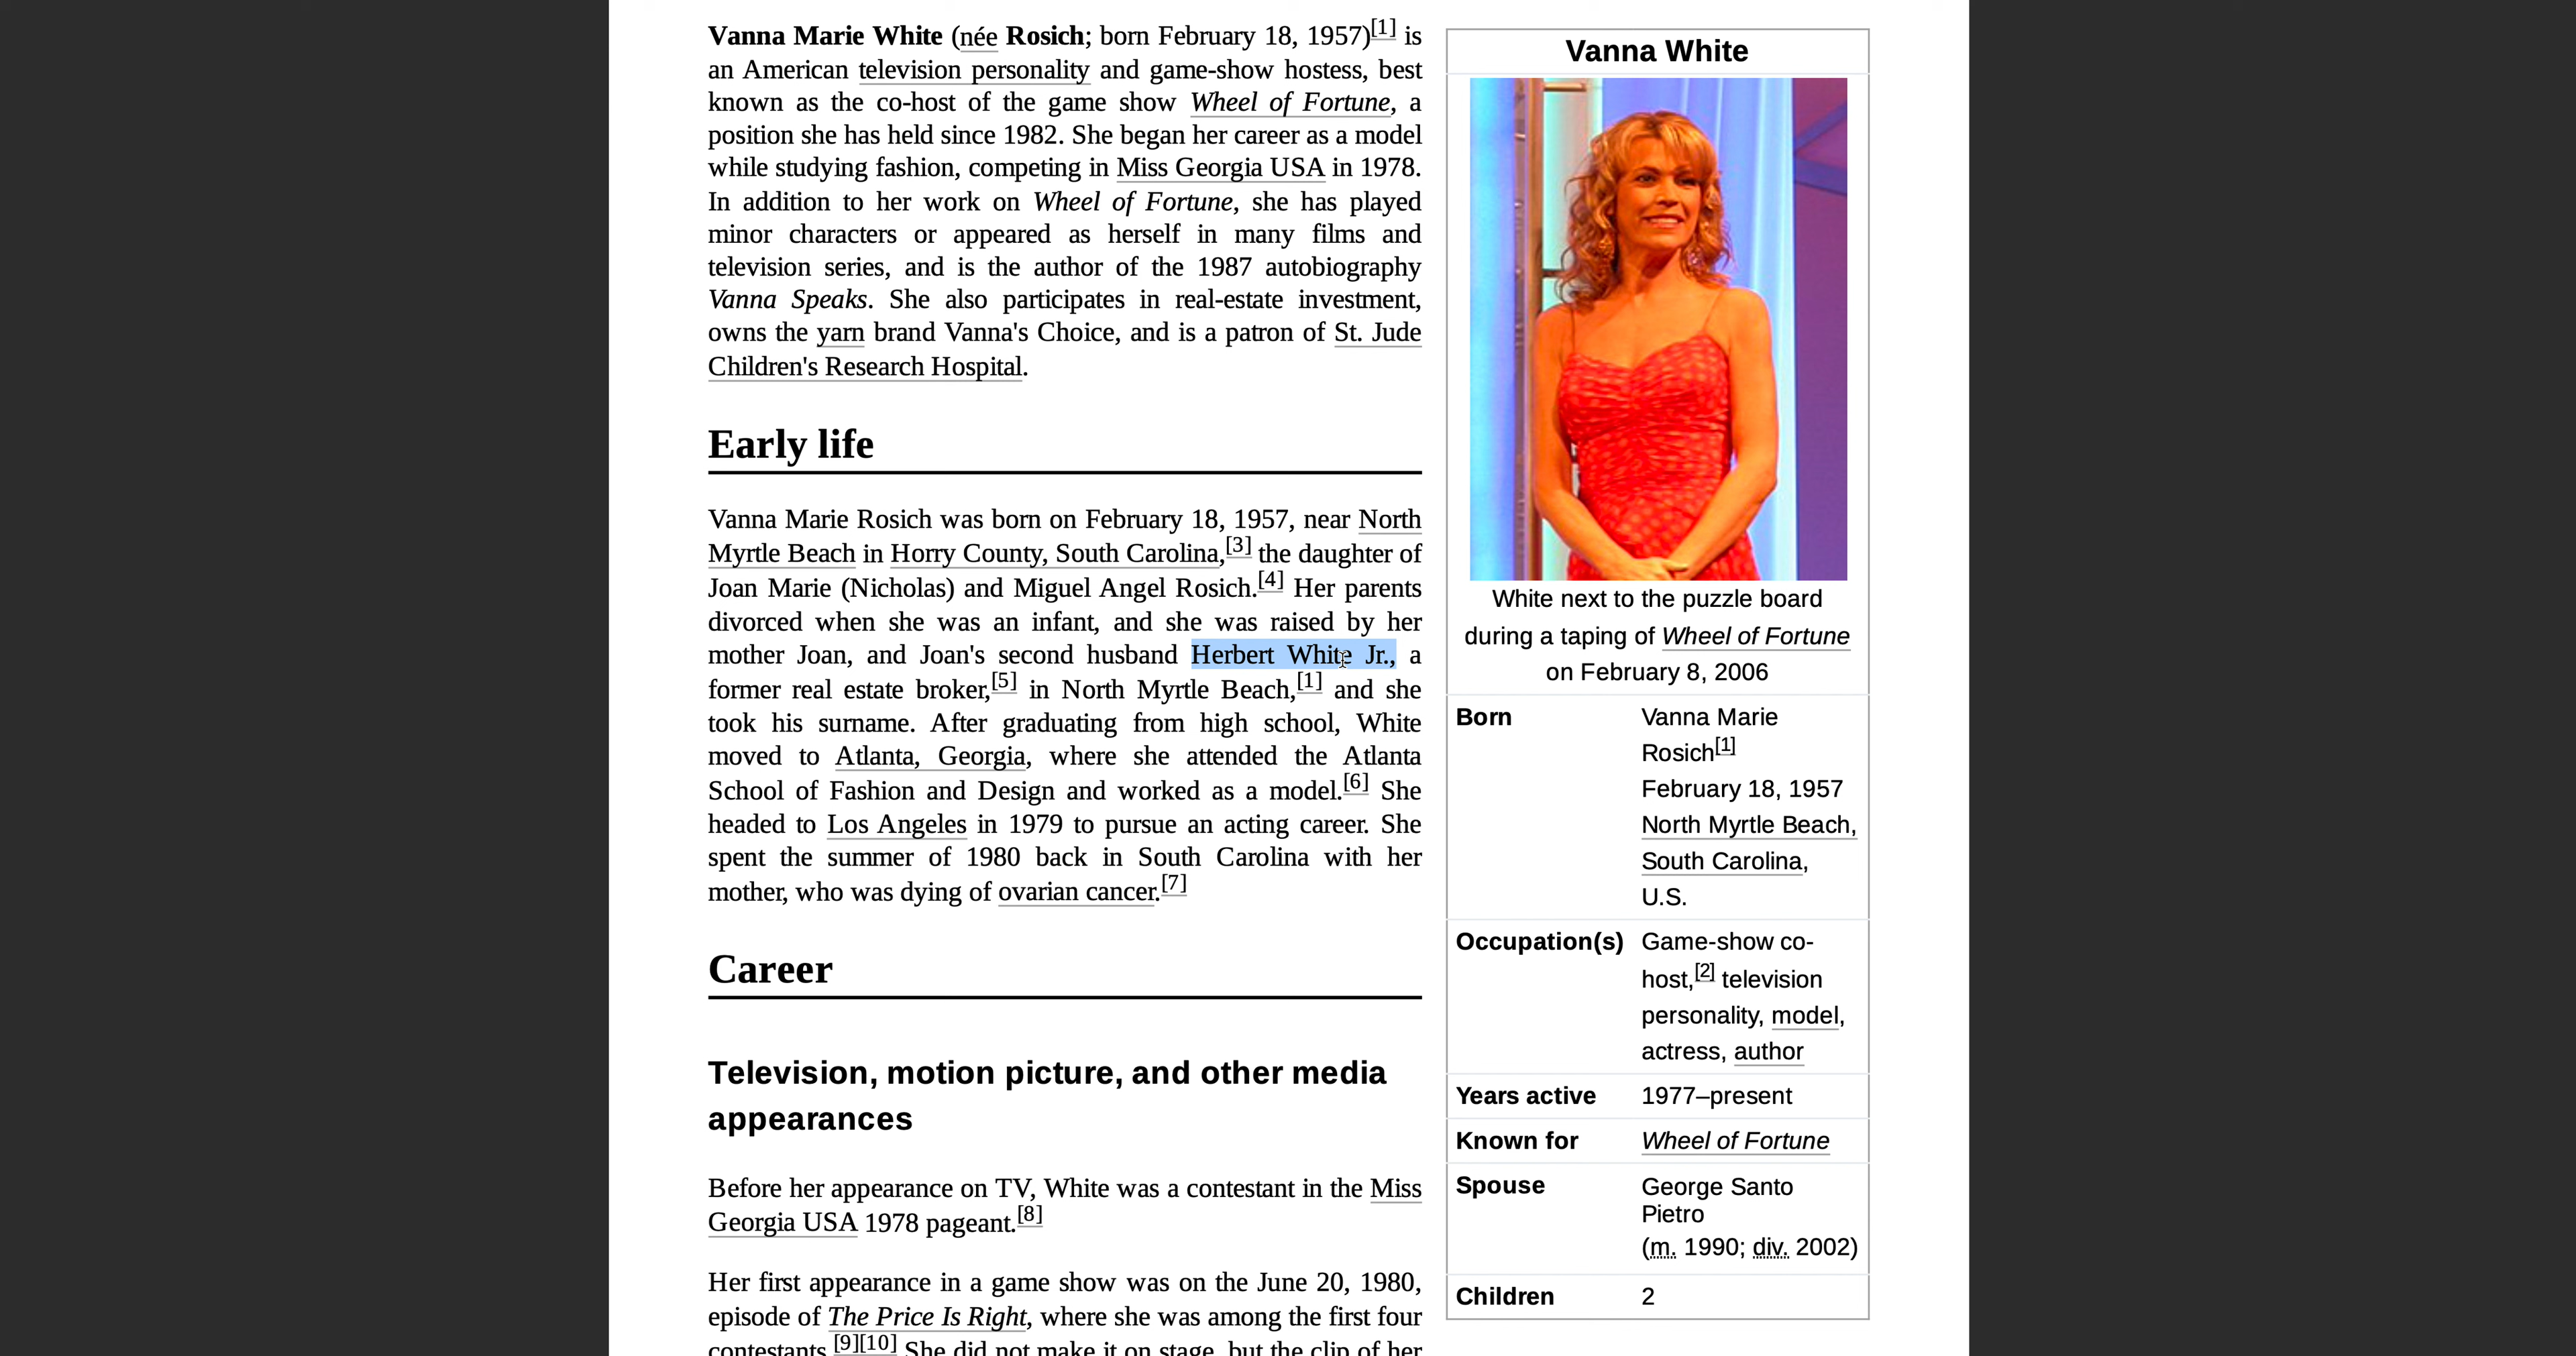 Vanna Marie White (née Rosich; born February 18, 1957)[1] is
an American television personality and game-show hostess, best
known as the co-host of the game show Wheel of Fortune, a
position she has held since 1982. She began her career as a model
while studying fashion, competing in Miss Georgia USA in 1978.
In addition to her work on Wheel of Fortune, she has played
minor characters or appeared as herself in many films and
television series, and is the author of the 1987 autobiography
Vanna Speaks. She also participates in real-estate investment,
owns the yarn brand Vanna's Choice, and is a patron of St. Jude
Children's Research Hospital.
Early life
Vanna Marie Rosich was born on February 18, 1957, near North
Myrtle Beach in Horry County, South Carolina,[3] the daughter of
Joan Marie (Nicholas) and Miguel Angel Rosich.[4] Her parents
divorced when she was an infant, and she was raised by her
mother Joan, and Joan's second husband Herbert White Jr., a
former real estate broker,[5] in North Myrtle Beach,[1] and she
took his surname. After graduating from high school, White
moved to Atlanta, Georgia, where she attended the Atlanta
School of Fashion and Design and worked as a model.[6] She
headed to Los Angeles in 1979 to pursue an acting career. She
spent the summer of 1980 back in South Carolina with her
mother, who was dying of ovarian cancer.[7]
Career
Television, motion picture, and other media
appearances
Before her appearance on TV, White was a contestant in the Miss
Georgia USA 1978 pageant.[8]
Her first appearance in a game show was on the June 20, 1980,
episode of The Price Is Right, where she was among the first four
contestants.[9][10] She did not make it on stage, but the clip of her
Vanna White
White next to the puzzle board
during a taping of Wheel of Fortune
on February 8, 2006
Born Vanna Marie
Rosich[1]
February 18, 1957
North Myrtle Beach,
South Carolina,
U.S.
Occupation(s) Game-show co-
host,[2] television
personality, model,
actress, author
Years active 1977–present
Known for Wheel of Fortune
Spouse George Santo
Pietro
(m. 1990; div. 2002)
Children 2